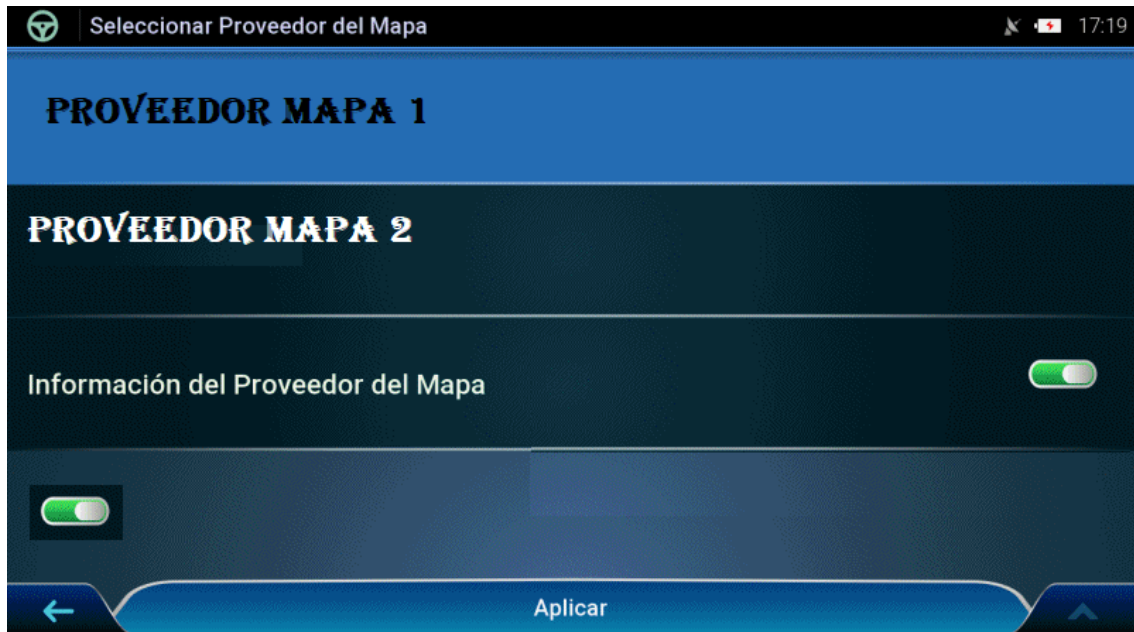 Seleccionar Proveedor del Mapa 17:19
PROVEEDOR MAPA 1
PROVEEDOR MAPA 2
Información del Proveedor del Mapa
Aplicar